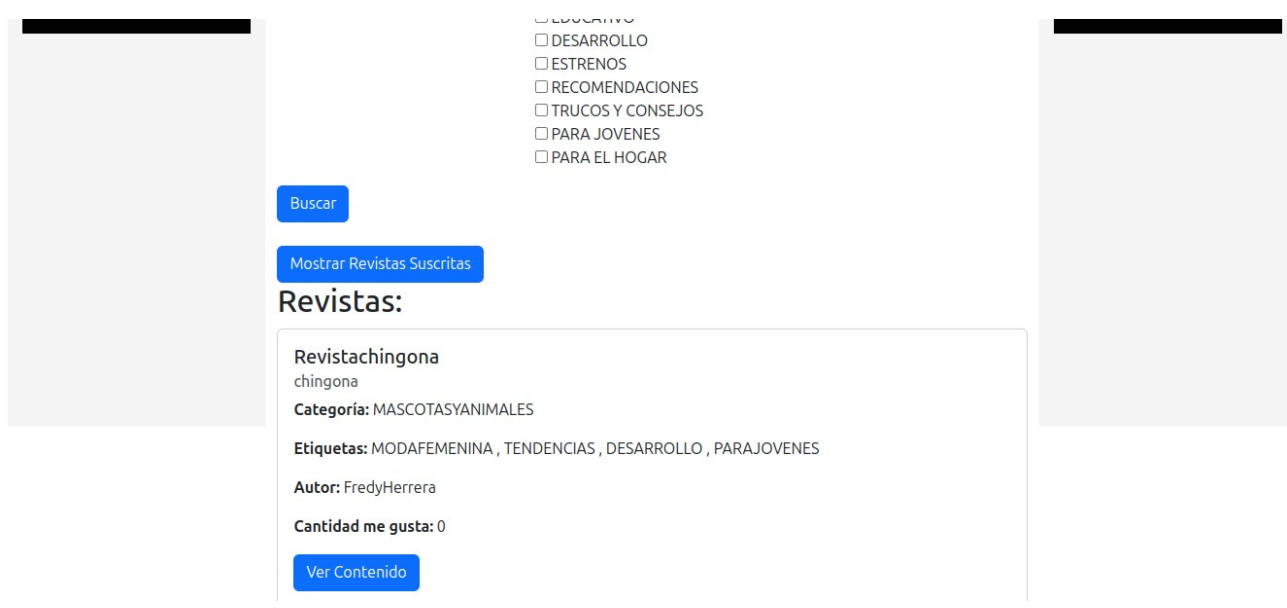 EDUCATIVO
DESARROLLO
ESTRENOS
RECOMENDACIONES
TRUCOS Y CONSEJOS
PARA JOVENES
PARA EL HOGAR
Buscar
Mostrar Revistas Suscritas
Revistas:
Revistachingona
chingona
Categoría: MASCOTASYANIMALES
Etiquetas: MODAFEMENINA , TENDENCIAS , DESARROLLO , PARAJOVENES
Autor: FredyHerrera
Cantidad me gusta: 0
Ver Contenido